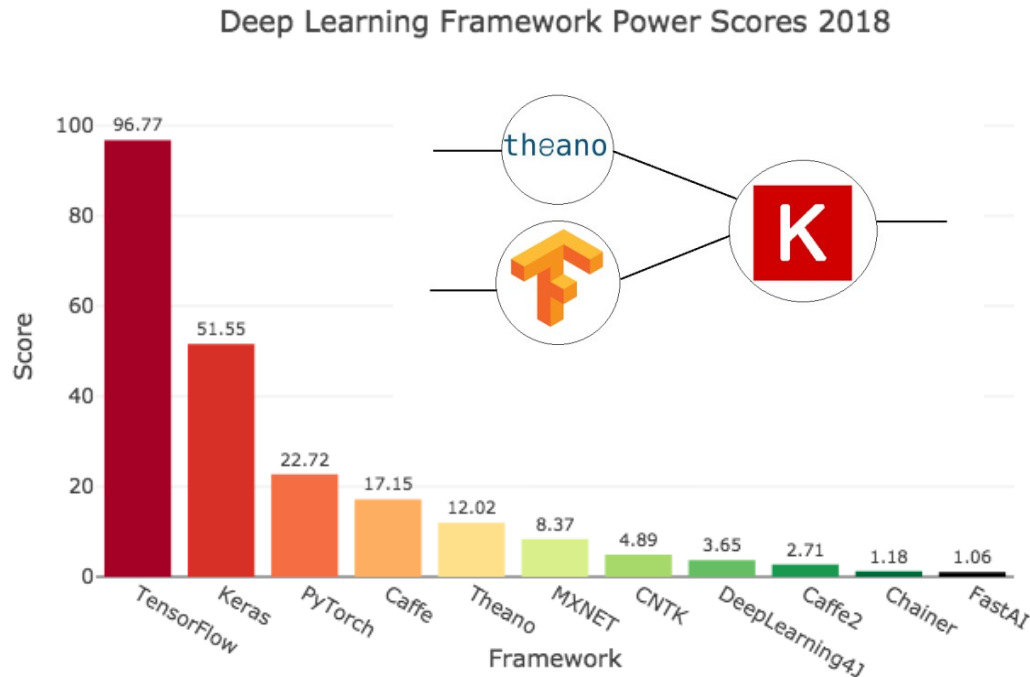 Deep Learning Framework Power Scores 2018
theano
K
Score
100
80
60
40
20
0
96.77
51.55
22.72
17.15
12.02
8.37
4.89
3.65
2.71
1.18
1.06
TensorFlow
Keras
PyTorch
Caffe
Theano
MXNET
CNTK
DeepLearning4J
Caffe2
Chainer
FastAI
Framework